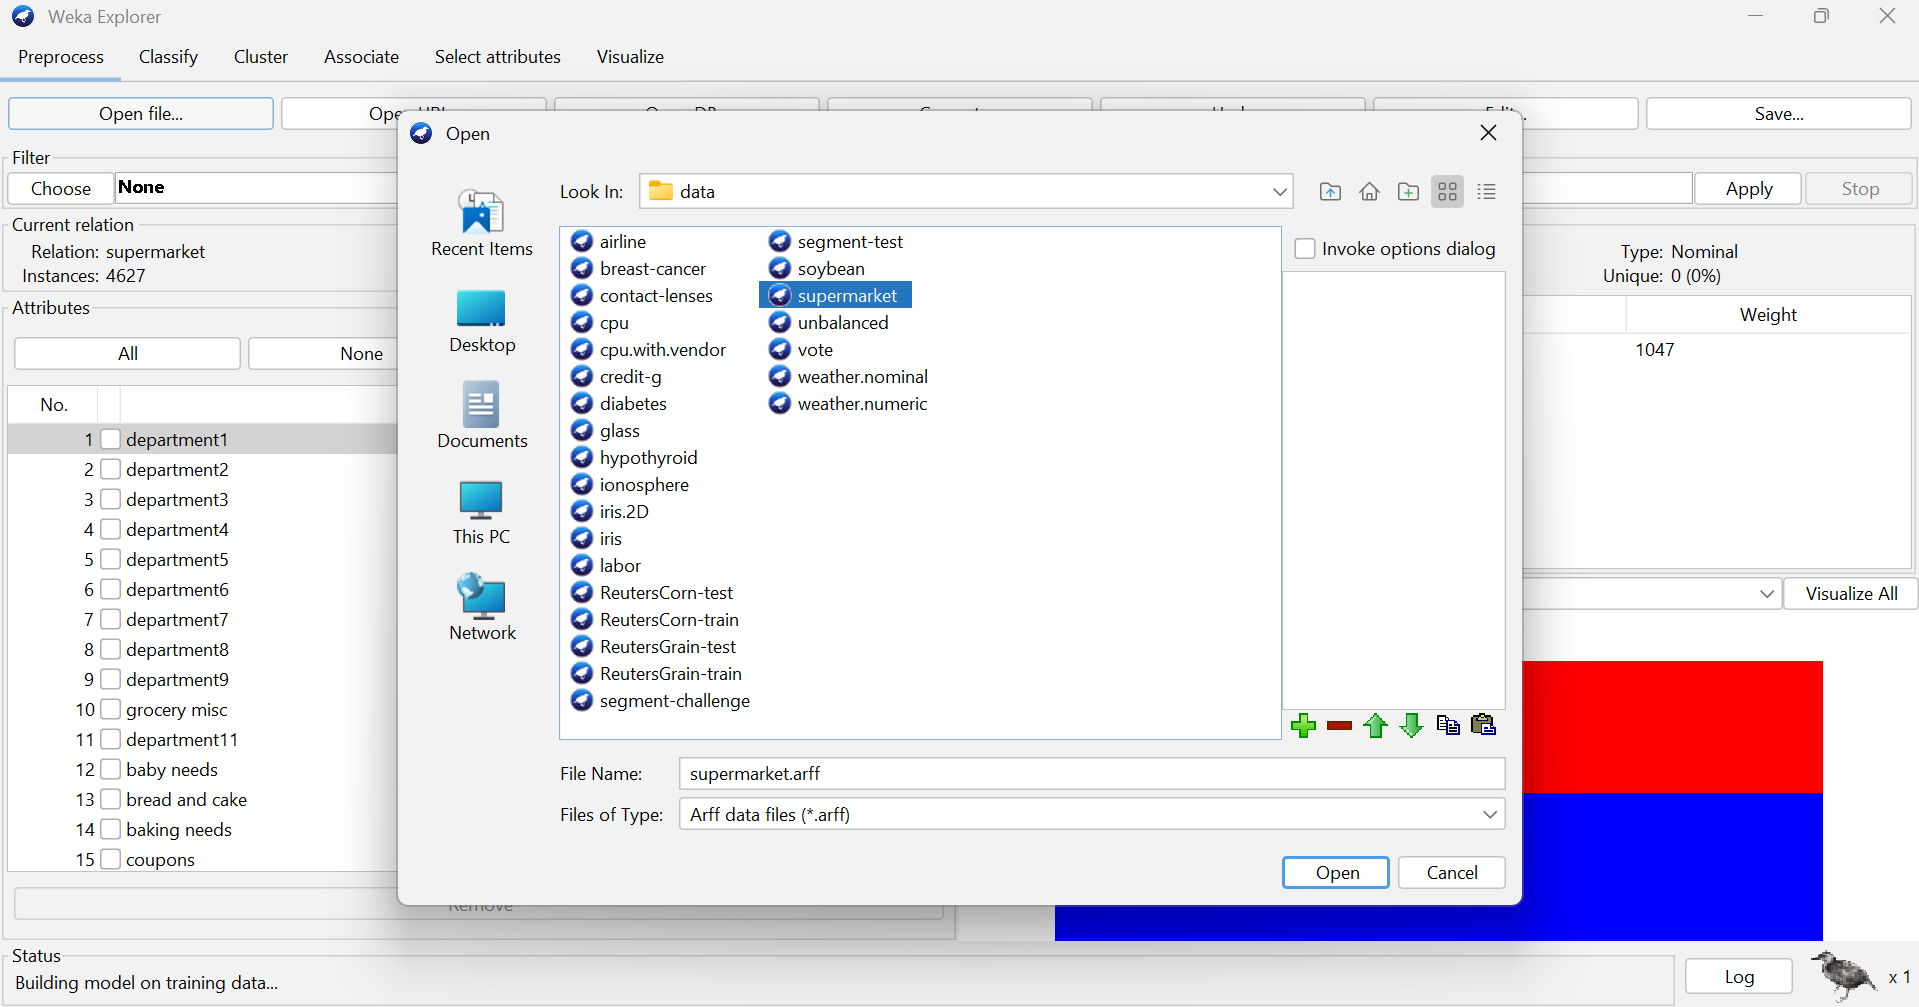 Weka Explorer
Preprocess Classify Cluster Associate Select attributes Visualize
Open file... Save...
Open
Filter
Choose None Apply Stop
Look In: data
Current relation
Relation: supermarket
Instances: 4627
Type: Nominal
Unique: 0 (0%)
Recent Items
Desktop
Documents
This PC
Network
airline
breast-cancer
contact-lenses
cpu
cpu.with.vendor
credit-g
diabetes
glass
hypothyroid
ionosphere
iris.2D
iris
labor
ReutersCorn-test
ReutersCorn-train
ReutersGrain-test
ReutersGrain-train
segment-challenge
segment-test
soybean
supermarket
unbalanced
vote
weather.nominal
weather.numeric
Invoke options dialog
Attributes
All None
No.
1 department1
2 department2
3 department3
4 department4
5 department5
6 department6
7 department7
8 department8
9 department9
10 grocery misc
11 department11
12 baby needs
13 bread and cake
14 baking needs
15 coupons
Weight
1047
Visualize All
File Name: supermarket.arff
Files of Type: Arff data files (*.arff)
Open Cancel
Remove
Status
Building model on training data...
Log x 1